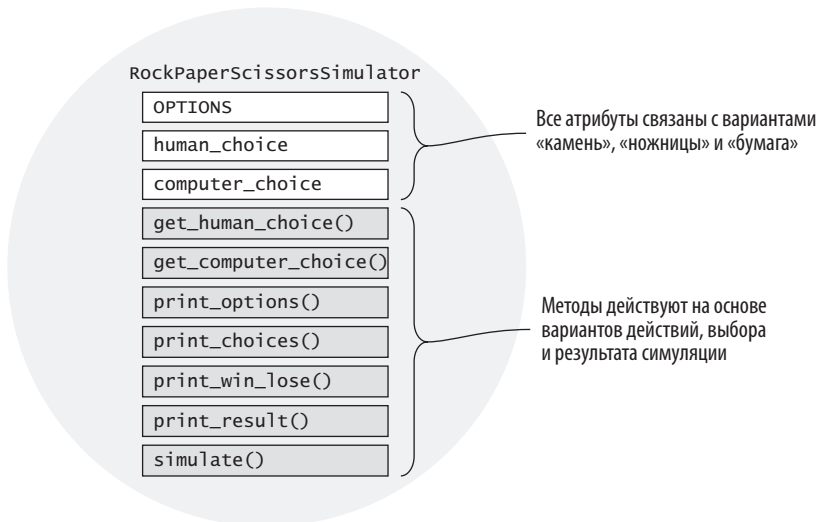 RockPaperScissorsSimulator
OPTIONS
human_choice
computer_choice
get_human_choice()
get_computer_choice()
print_options()
print_choices()
print_win_lose()
print_result()
simulate()
Все атрибуты связаны с вариантами
«камень», «ножницы» и «бумага»
Методы действуют на основе
вариантов действий, выбора
и результата симуляции